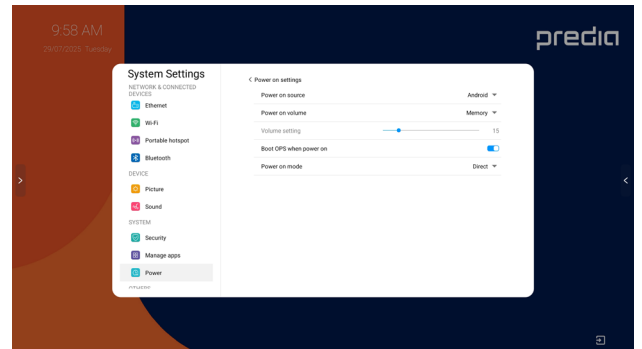 9:58 AM
29/07/2025 Tuesday
predia
System Settings
NETWORK & CONNECTED
DEVICES
Ethernet
Wi-Fi
Portable hotspot
Bluetooth
DEVICE
Picture
Sound
SYSTEM
Security
Manage apps
Power
Power on settings
Power on source Android
Power on volume Memory
Volume setting 15
Boot OPS when power on
Power on mode Direct